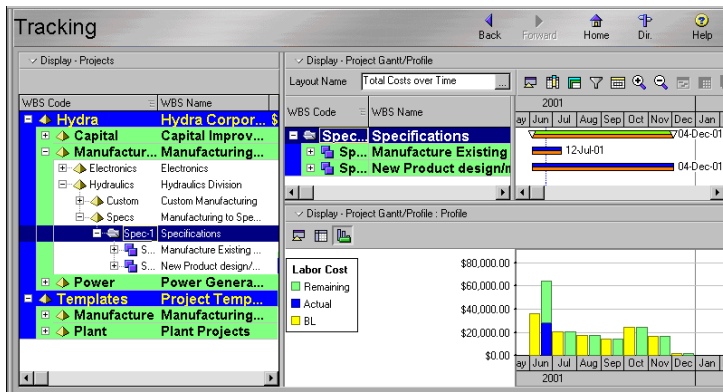 Tracking
Back
Forward
Home
Dir.
Help
Display - Projects
WBS Code
WBS Name
Hydra Hydra Corpor... $
Capital Capital Improv...
Manufactur... Manufacturing...
Electronics Electronics
Hydraulics Hydraulics Division
Custom Custom Manufacturing
Specs Manufacturing to Spe...
Spec-1 Specifications
S... Manufacture Existing ...
S... New Product design/...
Power Power Genera...
Templates Project Temp...
Manufacture Manufacturing...
Plant Plant Projects
Display - Project Gantt/Profile
Layout Name Total Costs over Time ...
WBS Code WBS Name
Spec... Specifications
Sp... Manufacture Existing
Sp... New Product design/n
2001
ay Jun Jul Aug Sep Oct Nov Dec Jan
04-Dec-01
12-Jul-01
04-Dec-01
Display - Project Gantt/Profile : Profile
Labor Cost
Remaining
Actual
BL
$80,000.00
$60,000.00
$40,000.00
$20,000.00
$0.00
ay Jun Jul Aug Sep Oct Nov Dec Jan
2001